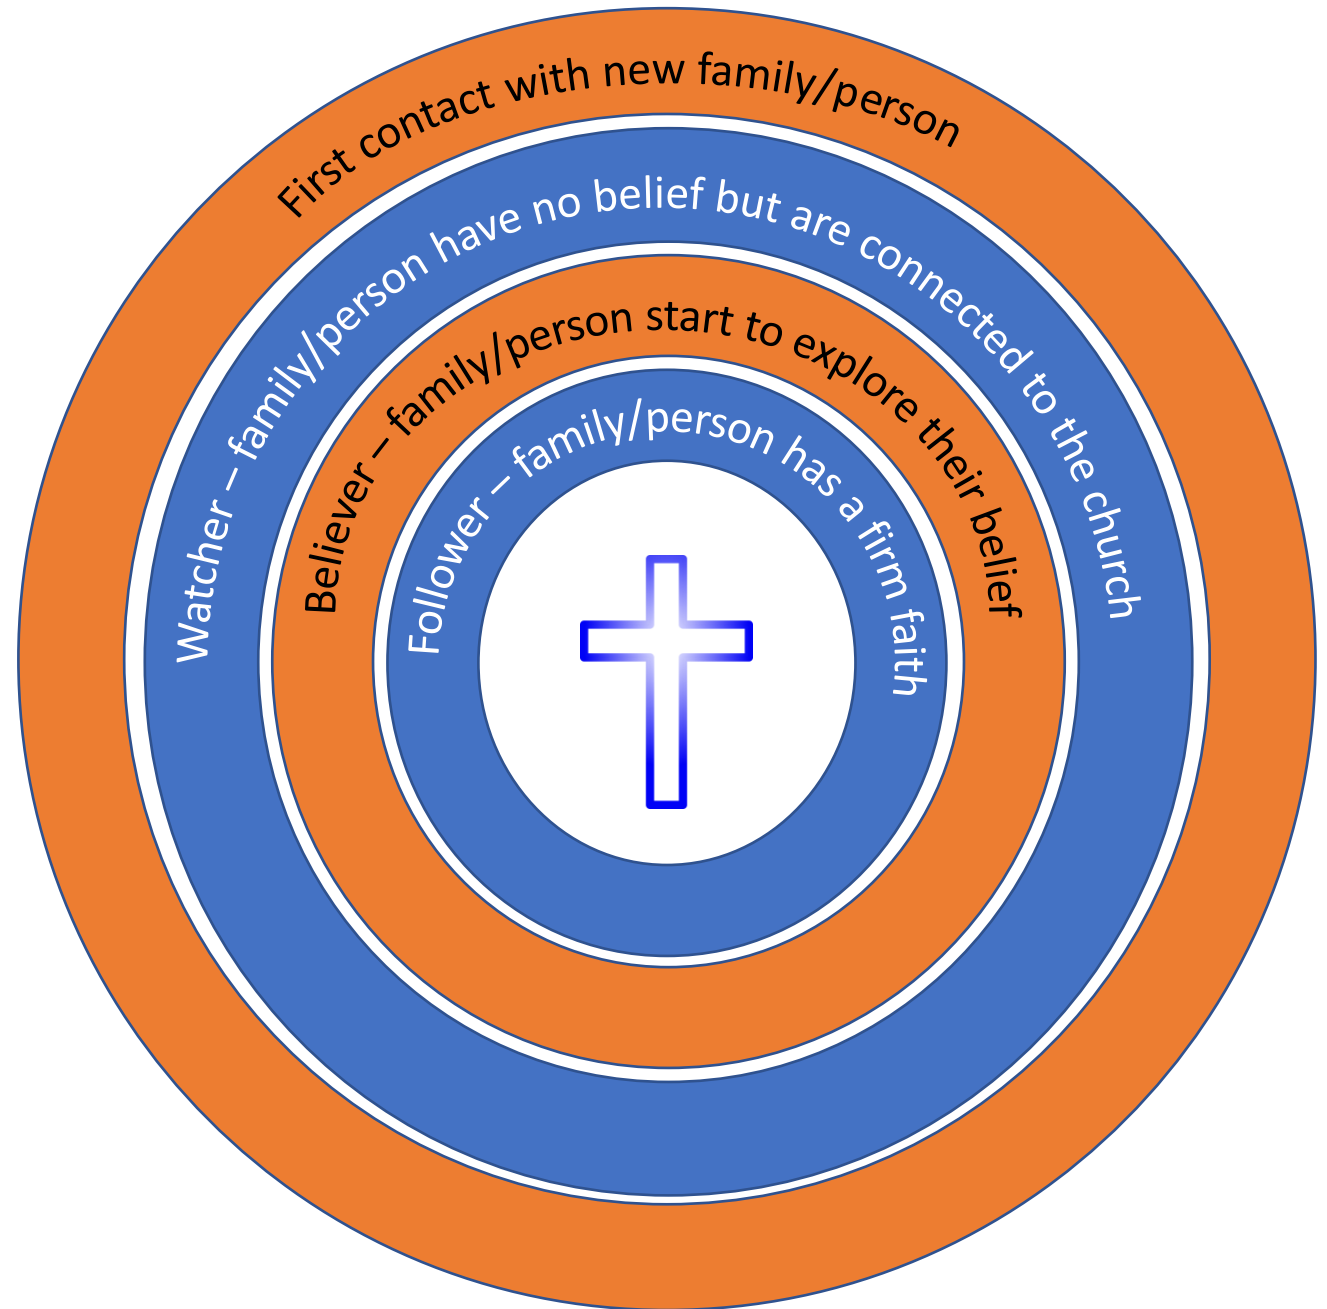 First contact with new family/person
Watcher – family/person have no belief but are connected to the church
Believer – family/person start to explore their belief
Follower – family/person has a firm faith